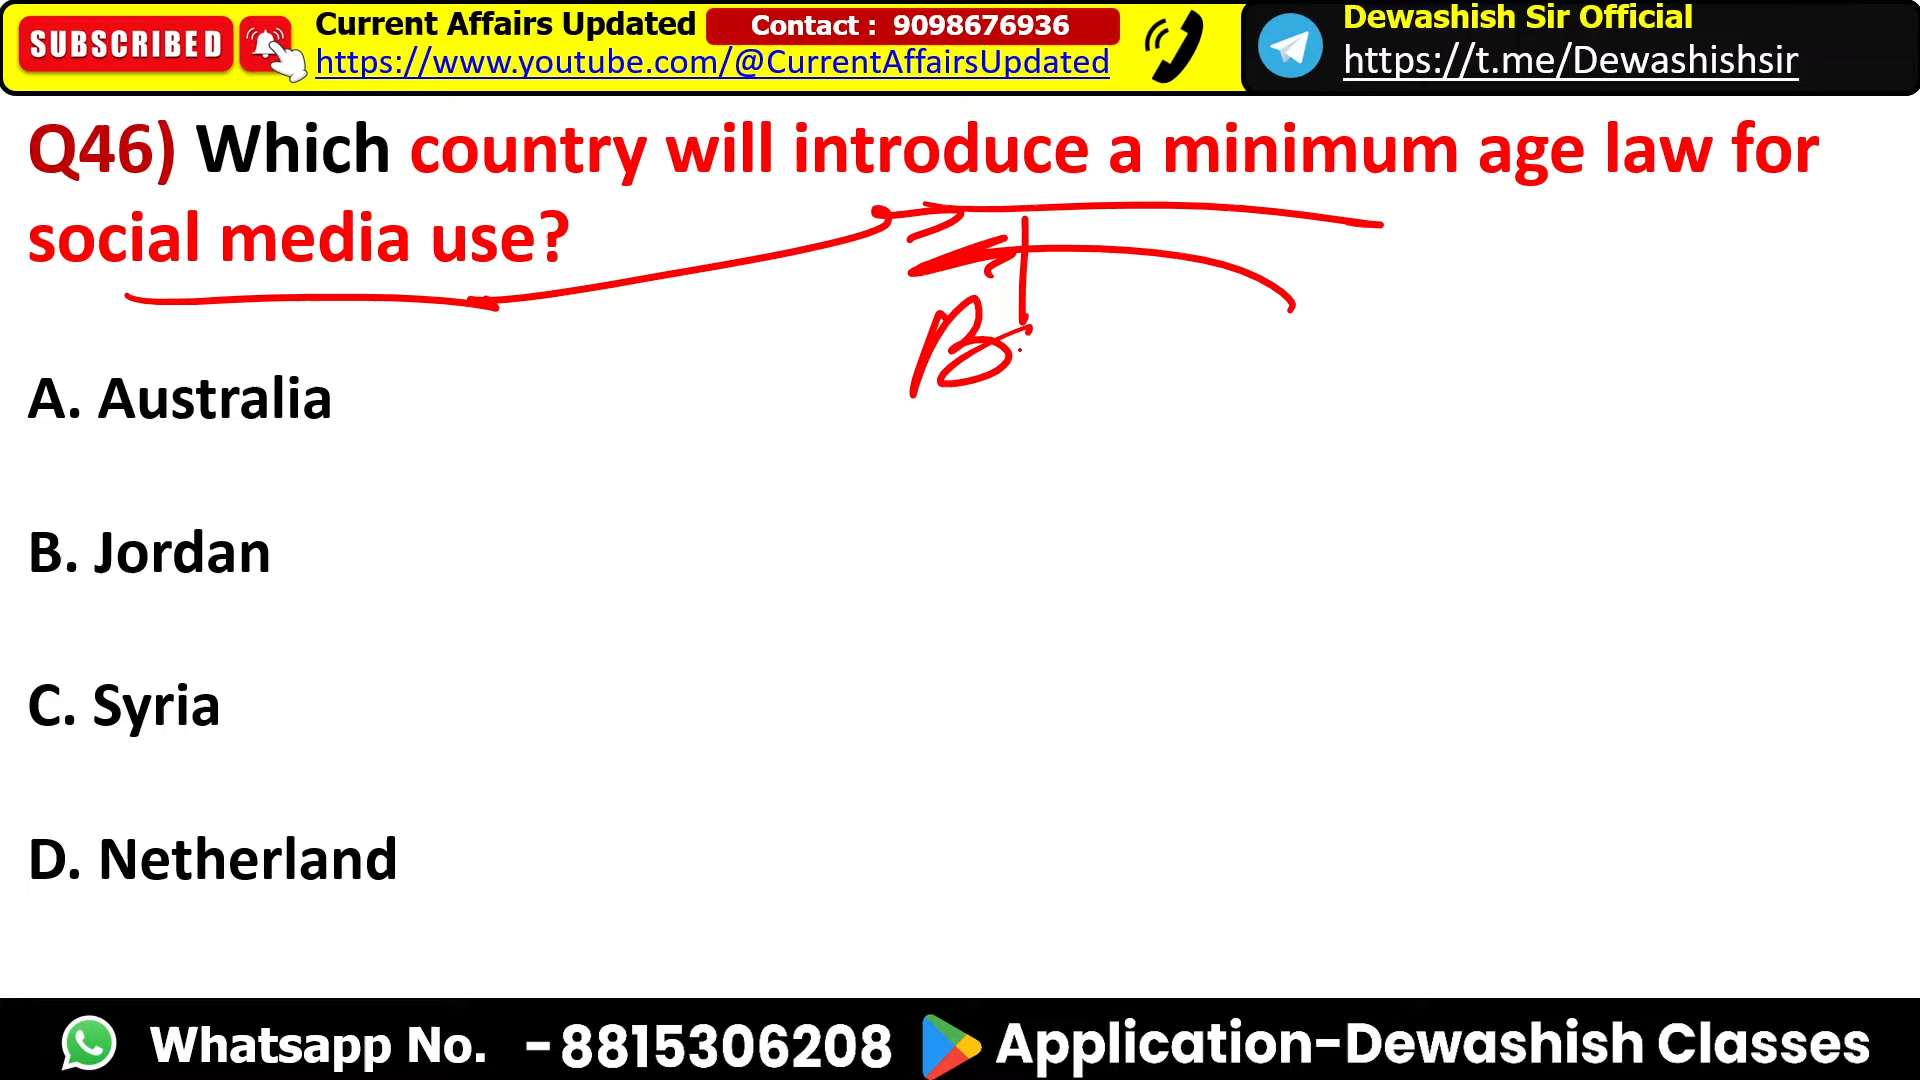 SUBSCRIBED
Current Affairs Updated
Contact : 9098676936
https://www.youtube.com/@CurrentAffairsUpdated
Dewashish Sir Official
https://t.me/Dewashishsir
Q46) Which country will introduce a minimum age law for
social media use?
A. Australia
B. Jordan
C. Syria
D. Netherland
Whatsapp No. -8815306208
Application-Dewashish Classes